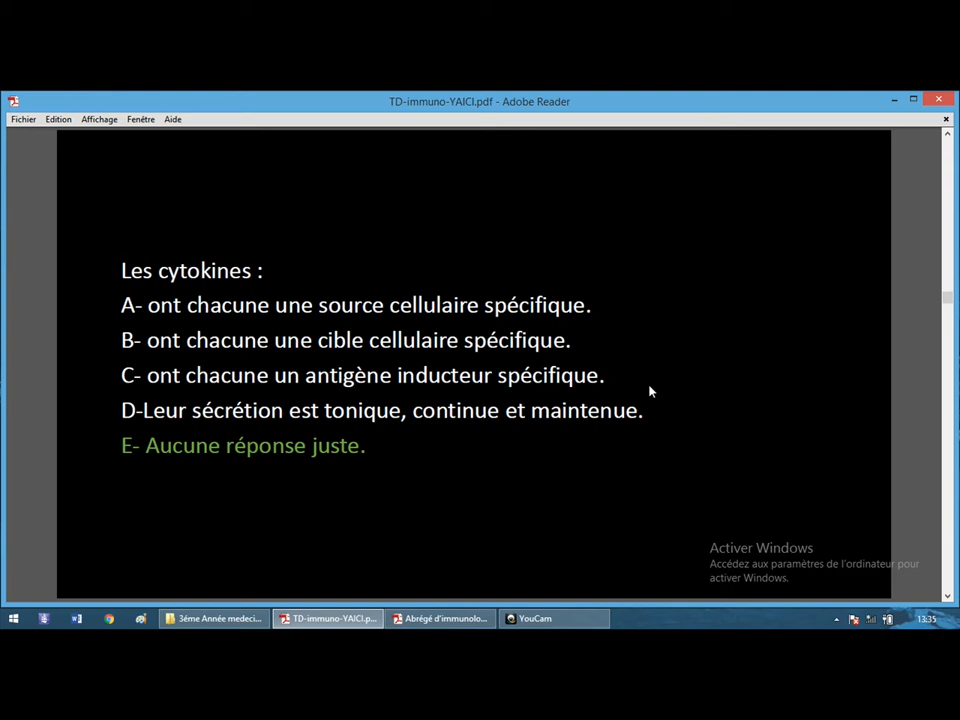 TD-immuno-YAICI.pdf - Adobe Reader
Fichier Edition Affichage Fenêtre Aide
Les cytokines :
A- ont chacune une source cellulaire spécifique.
B- ont chacune une cible cellulaire spécifique.
C- ont chacune un antigène inducteur spécifique.
D-Leur sécrétion est tonique, continue et maintenue.
E- Aucune réponse juste.
Activer Windows
Accédez aux paramètres de l'ordinateur pour
activer Windows.
3éme Année medeci... TD-immuno-YAICI.p... Abrégé d'immunolo... YouCam 13:35